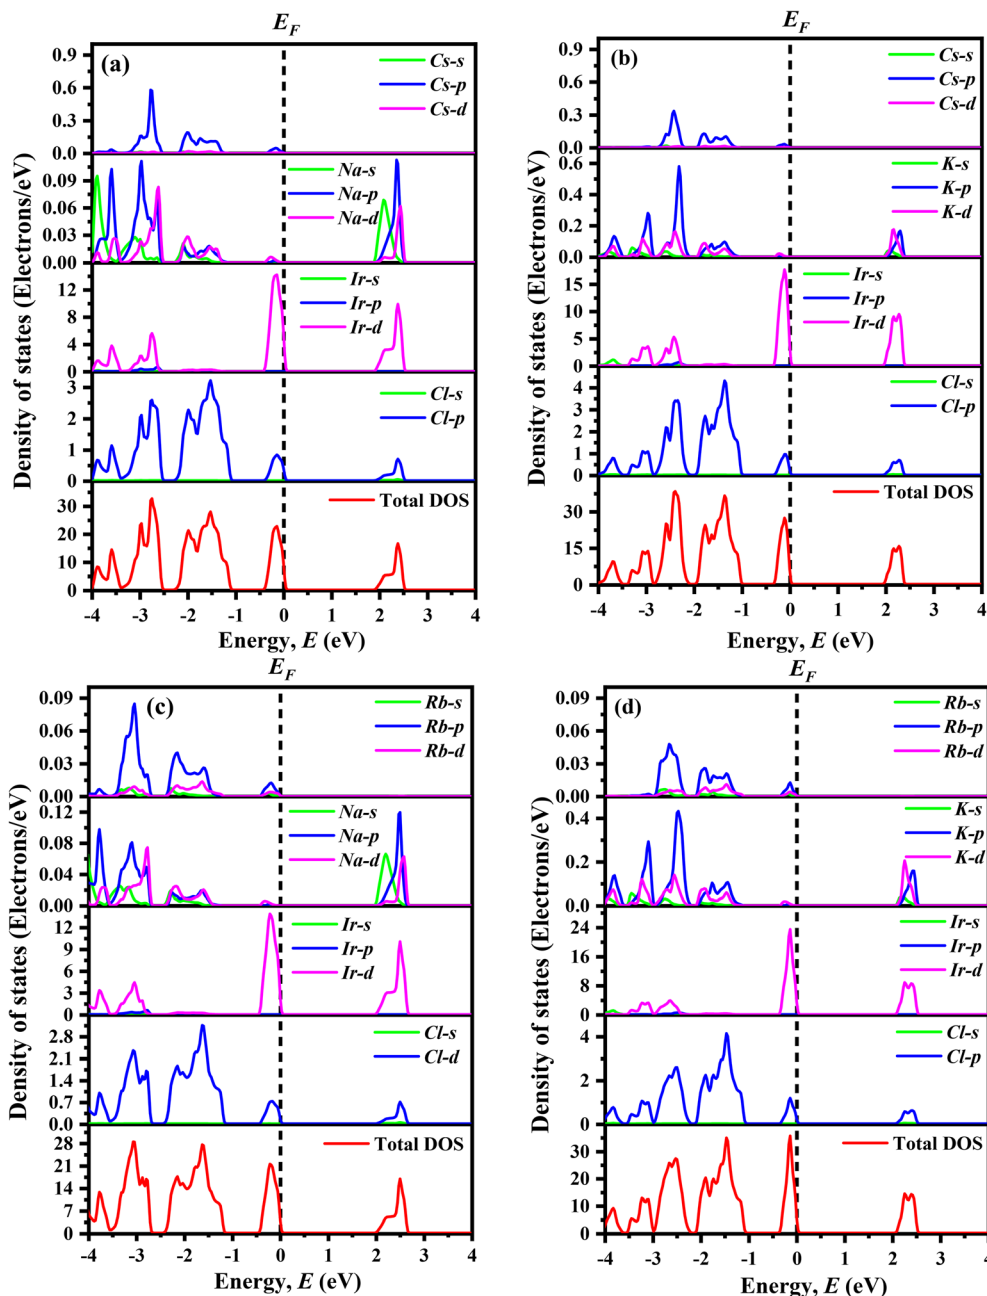 E_F
(a)
Cs-s
Cs-p
Cs-d
0.9
0.6
0.3
0.0
Na-s
Na-p
Na-d
0.09
0.06
0.03
0.00
Ir-s
Ir-p
Ir-d
12
8
4
0
Cl-s
Cl-p
3
2
1
0
Total DOS
30
20
10
0
-4 -3 -2 -1 0 1 2 3 4
Energy, E (eV)
Density of states (Electrons/eV)
E_F
(b)
Cs-s
Cs-p
Cs-d
0.9
0.6
0.3
0.0
K-s
K-p
K-d
0.6
0.4
0.2
0.0
Ir-s
Ir-p
Ir-d
15
10
5
0
Cl-s
Cl-p
4
3
2
1
0
Total DOS
30
15
0
-4 -3 -2 -1 0 1 2 3 4
Energy, E (eV)
Density of states (Electrons/eV)
E_F
(c)
Rb-s
Rb-p
Rb-d
0.09
0.06
0.03
0.00
Na-s
Na-p
Na-d
0.12
0.08
0.04
0.00
Ir-s
Ir-p
Ir-d
12
9
6
3
0
Cl-s
Cl-d
2.8
2.1
1.4
0.7
0.0
Total DOS
28
21
14
7
0
-4 -3 -2 -1 0 1 2 3 4
Energy, E (eV)
Density of states (Electrons/eV)
E_F
(d)
Rb-s
Rb-p
Rb-d
0.09
0.06
0.03
0.00
K-s
K-p
K-d
0.4
0.2
0.0
Ir-s
Ir-p
Ir-d
24
16
8
0
Cl-s
Cl-p
4
2
0
Total DOS
30
20
10
0
-4 -3 -2 -1 0 1 2 3 4
Energy, E (eV)
Density of states (Electrons/eV)